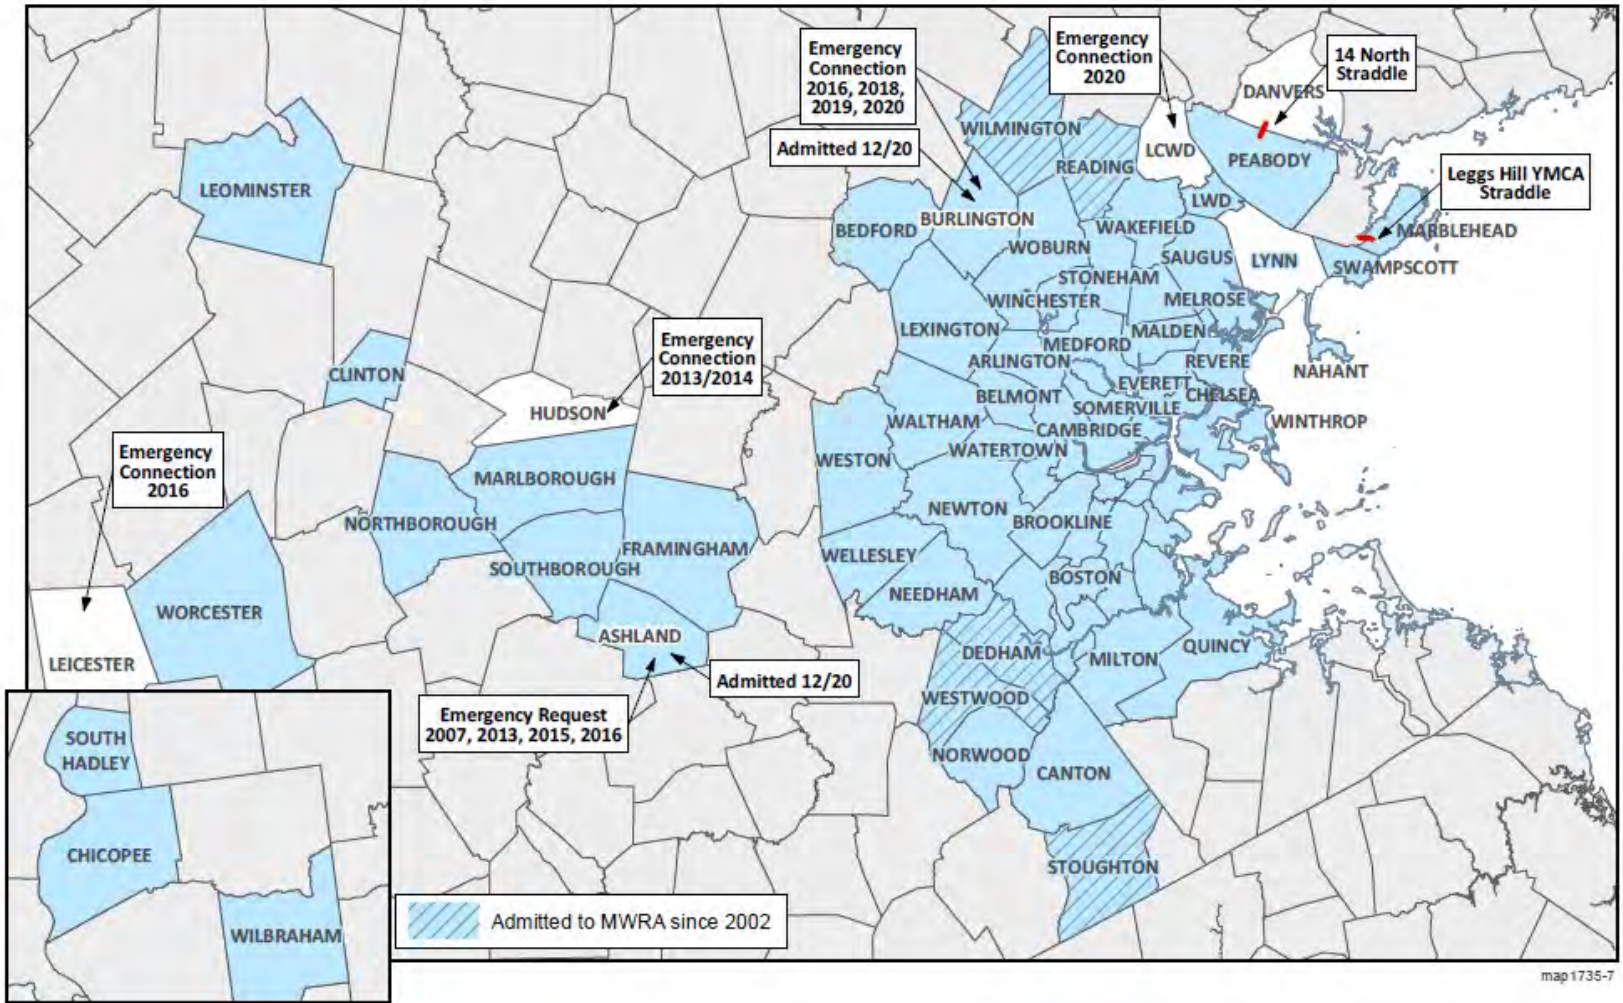 Emergency
Connection
2016, 2018,
2019, 2020
Emergency
Connection
2020
14 North
Straddle
DANVERS
Admitted 12/20
WILMINGTON
READING
LCWD
PEABODY
Leggs Hill YMCA
Straddle
LEOMINSTER
LWD
BEDFORD
BURLINGTON
WAKEFIELD
MARBLEHEAD
WOBURN
SAUGUS
LYNN
SWAMPSCOTT
STONEHAM
WINCHESTER
MELROSE
LEXINGTON
MALDEN
MEDFORD
Emergency
Connection
2013/2014
ARLINGTON
REVERE
NAHANT
CLINTON
EVERETT
BELMONT
CHELSEA
SOMERVILLE
HUDSON
WALTHAM
CAMBRIDGE
WINTHROP
WATERTOWN
Emergency
Connection
2016
WESTON
MARLBOROUGH
NEWTON
NORTHBOROUGH
BROOKLINE
FRAMINGHAM
WELLESLEY
SOUTHBOROUGH
BOSTON
NEEDHAM
WORCESTER
ASHLAND
QUINCY
DEDHAM
MILTON
LEICESTER
Admitted 12/20
WESTWOOD
Emergency Request
2007, 2013, 2015, 2016
SOUTH
HADLEY
NORWOOD
CANTON
CHICOPEE
STOUGHTON
Admitted to MWRA since 2002
WILBRAHAM
map1735-7